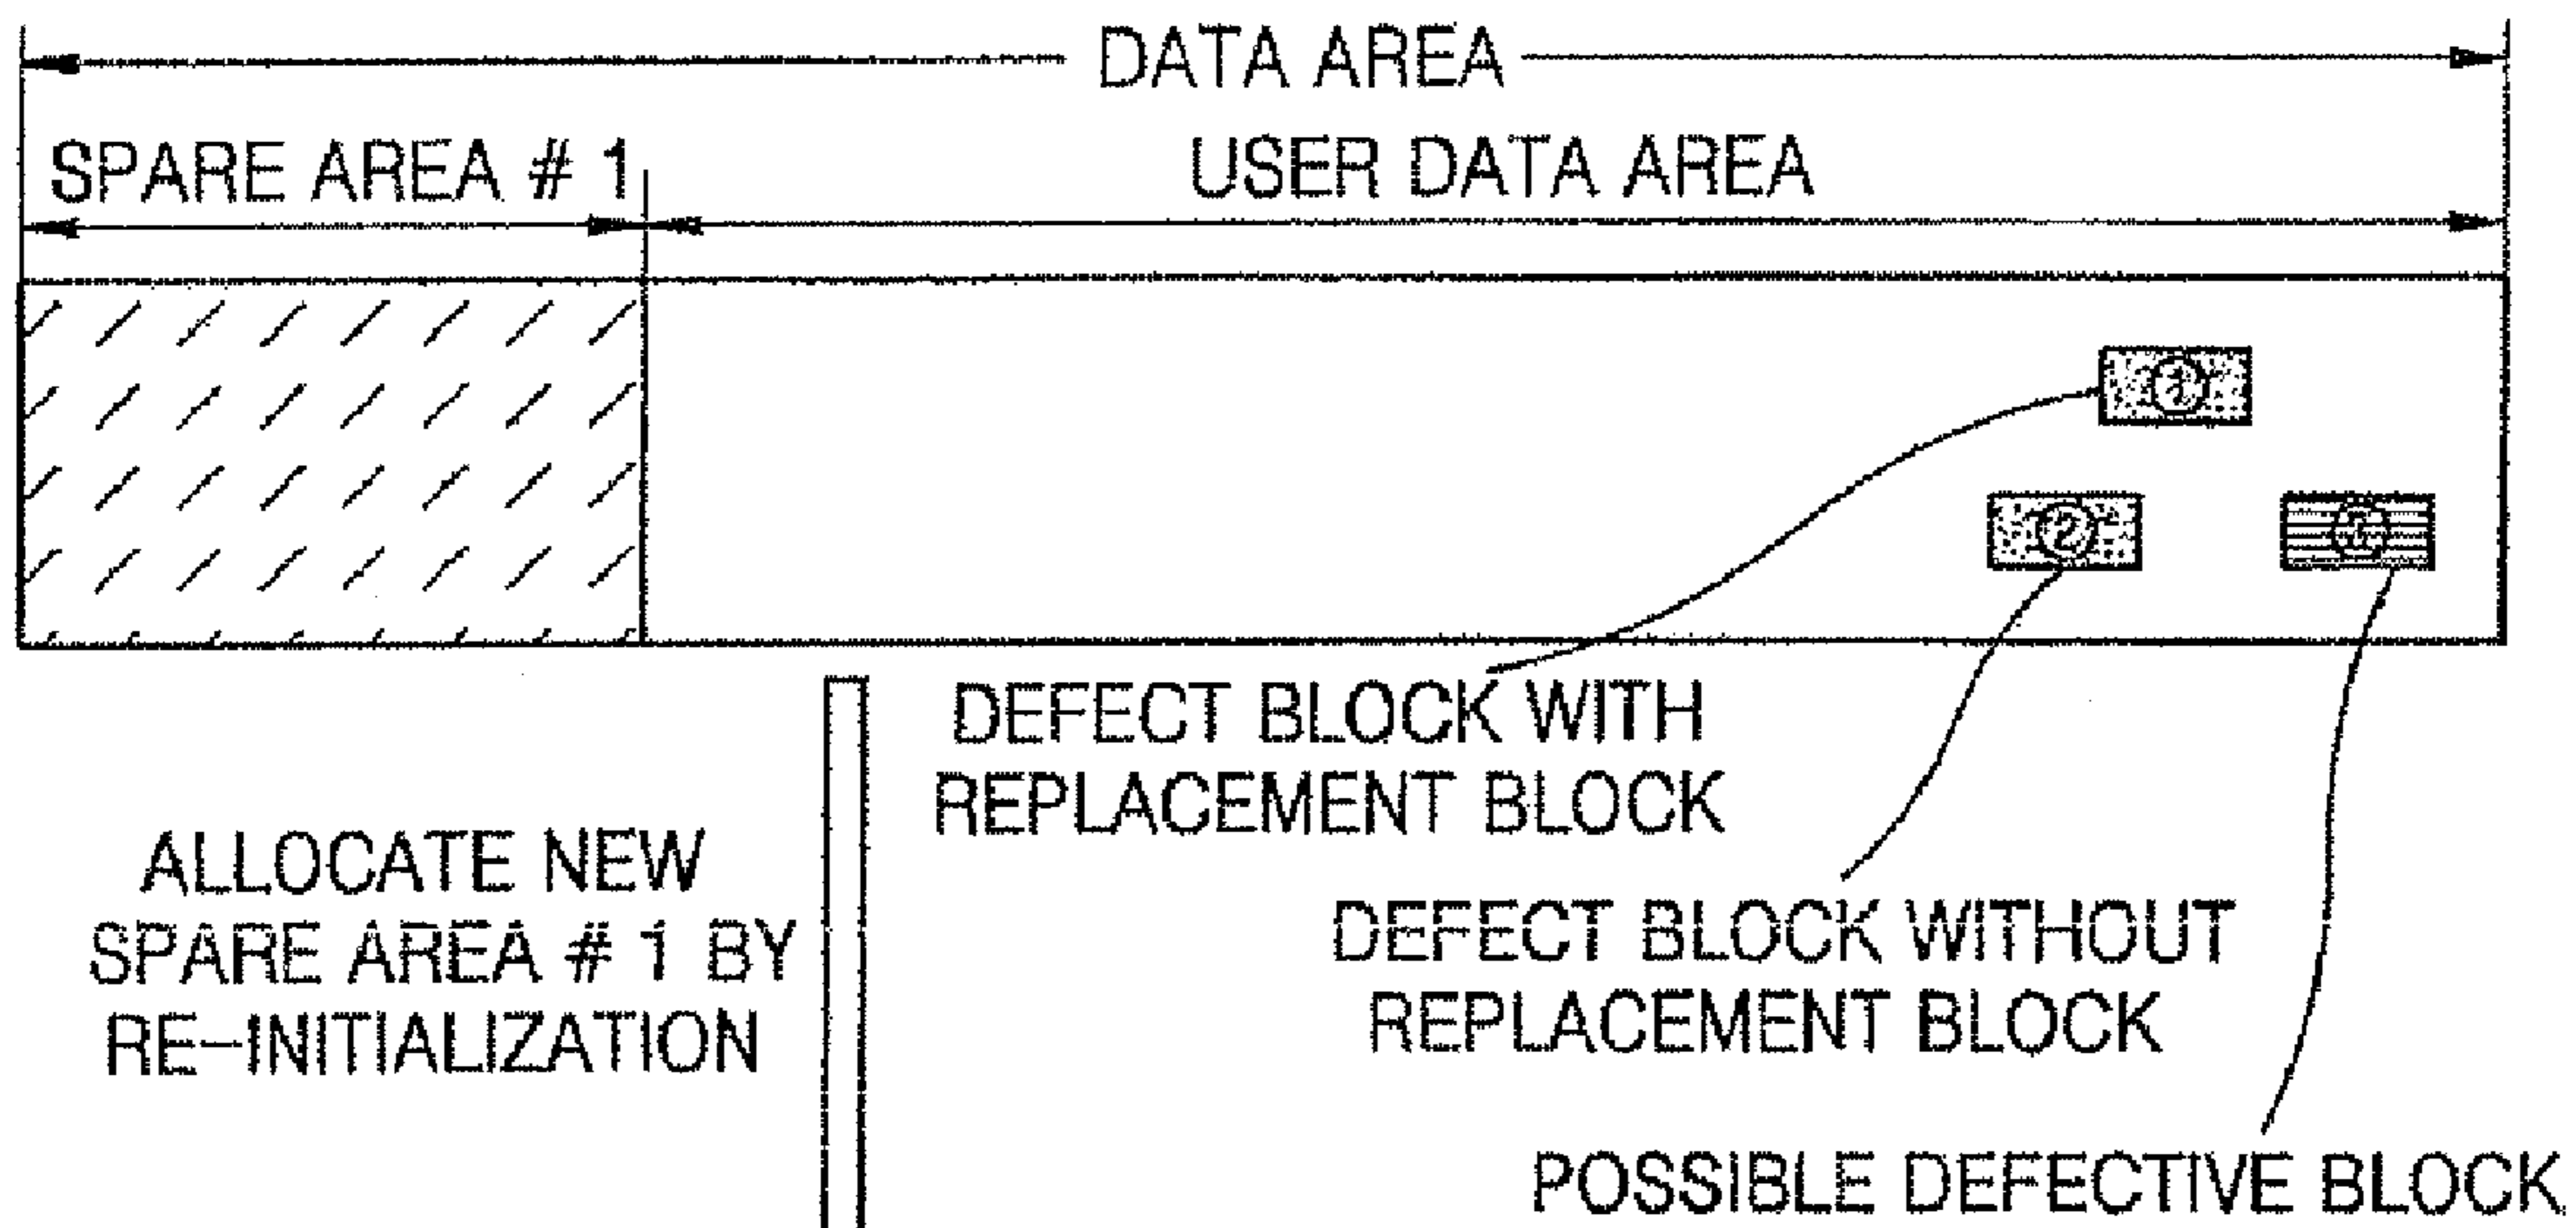 DATA AREA
SPARE AREA # 1
USER DATA AREA
②
DEFECT BLOCK WITH
REPLACEMENT BLOCK
ALLOCATE NEW
SPARE AREA # 1 BY
RE-INITIALIZATION
DEFECT BLOCK WITHOUT
REPLACEMENT BLOCK
POSSIBLE DEFECTIVE BLOCK